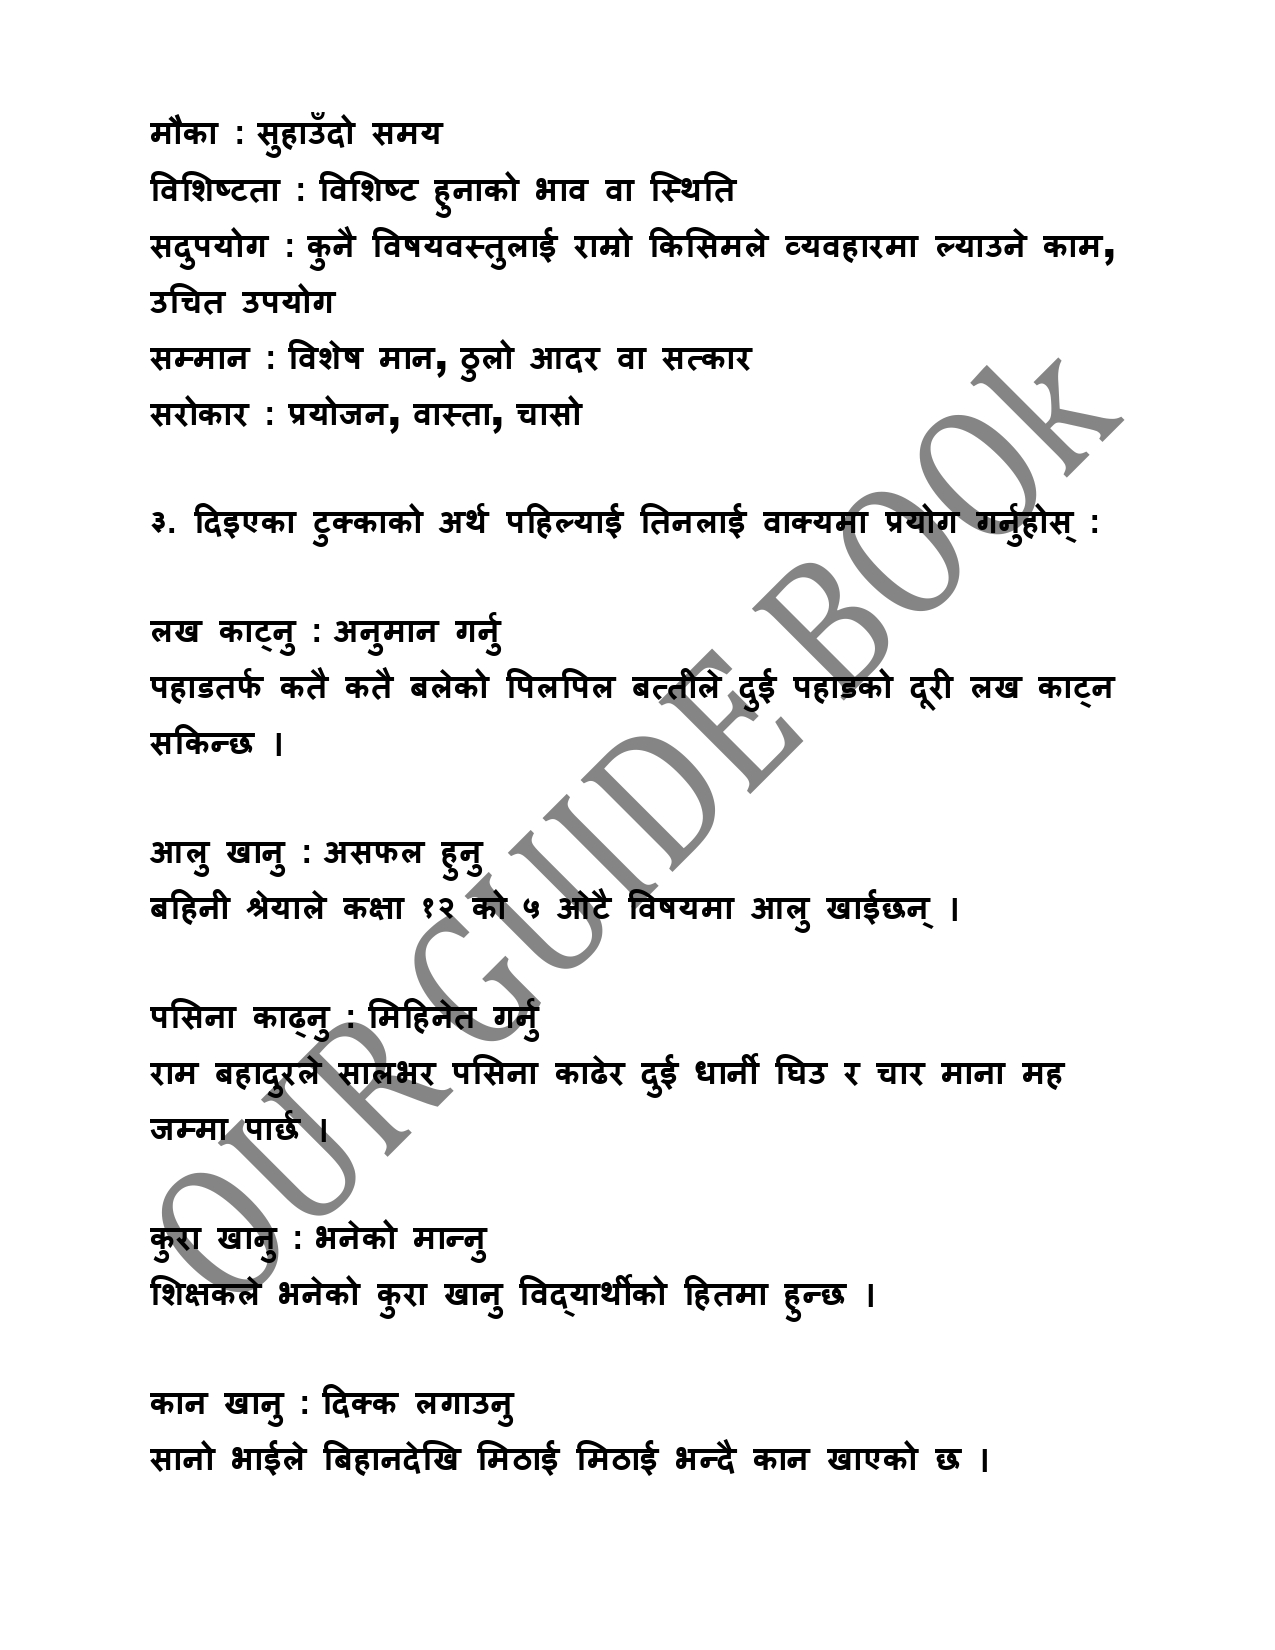 मौका : सुहाउँदो समय
विशिष्टता : विशिष्ट हुनाको भाव वा स्थिति
सदुपयोग : कुनै विषयवस्तुलाई राम्रो किसिमले व्यवहारमा ल्याउने काम,
उचित उपयोग
सम्मान : विशेष मान, ठुलो आदर वा सत्कार
सरोकार : प्रयोजन, वास्ता, चासो
३. दिइएका टुक्काको अर्थ पहिल्याई तिनलाई वाक्यमा प्रयोग गर्नुहोस् :
लख काट्नु : अनुमान गर्नु
पहाडतर्फ कतै कतै बलेको पिलपिल बत्तीले दुई पहाडको दूरी लख काट्न
सकिन्छ ।
आलु खानु : असफल हुनु
बहिनी श्रेयाले कक्षा १२ को ५ ओटै विषयमा आलु खाईछन् ।
पसिना काढ्नु : मिहिनेत गर्नु
राम बहादुरले सालभर पसिना काढेर दुई धार्नी घिउ र चार माना मह
जम्मा पार्छ ।
कुरा खानु : भनेको मान्नु
शिक्षकले भनेको कुरा खानु विद्यार्थीको हितमा हुन्छ ।
कान खानु : दिक्क लगाउनु
सानो भाईले बिहानदेखि मिठाई मिठाई भन्दै कान खाएको छ ।
OUR GUIDE BOOk